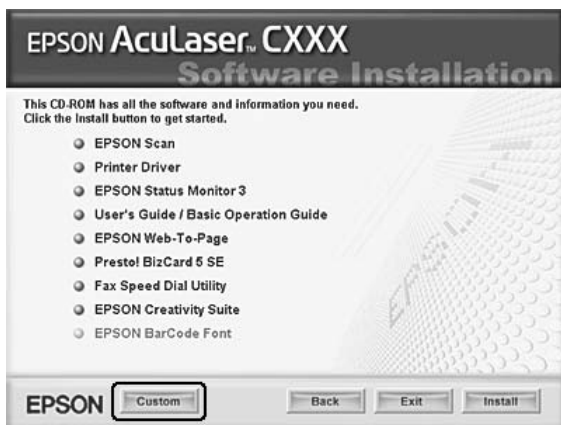 EPSON AcuLaser™ CXXX
Software Installation
This CD-ROM has all the software and information you need.
Click the Install button to get started.
EPSON Scan
Printer Driver
EPSON Status Monitor 3
User's Guide / Basic Operation Guide
EPSON Web-To-Page
Presto! BizCard 5 SE
Fax Speed Dial Utility
EPSON Creativity Suite
EPSON BarCode Font
EPSON
EPSON Custom Back Exit Install